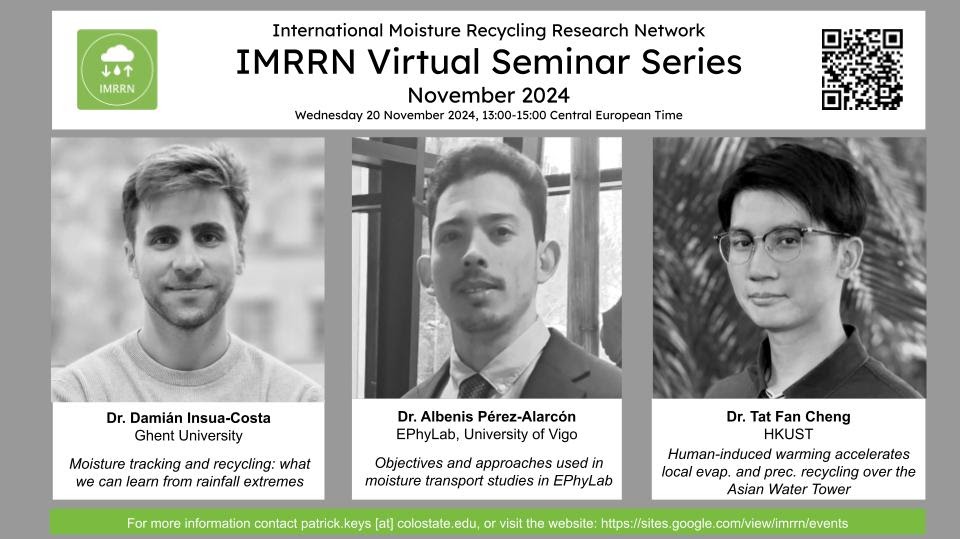 International Moisture Recycling Research Network
IMRRN Virtual Seminar Series
November 2024
Wednesday 20 November 2024, 13:00-15:00 Central European Time
IMRRN
Dr. Damián Insua-Costa
Ghent University
Moisture tracking and recycling: what
we can learn from rainfall extremes
Dr. Albenis Pérez-Alarcón
EPhyLab, University of Vigo
Objectives and approaches used in
moisture transport studies in EPhyLab
Dr. Tat Fan Cheng
HKUST
Human-induced warming accelerates
local evap. and prec. recycling over the
Asian Water Tower
For more information contact patrick.keys [at] colostate.edu, or visit the website: https://sites.google.com/view/imrrn/events